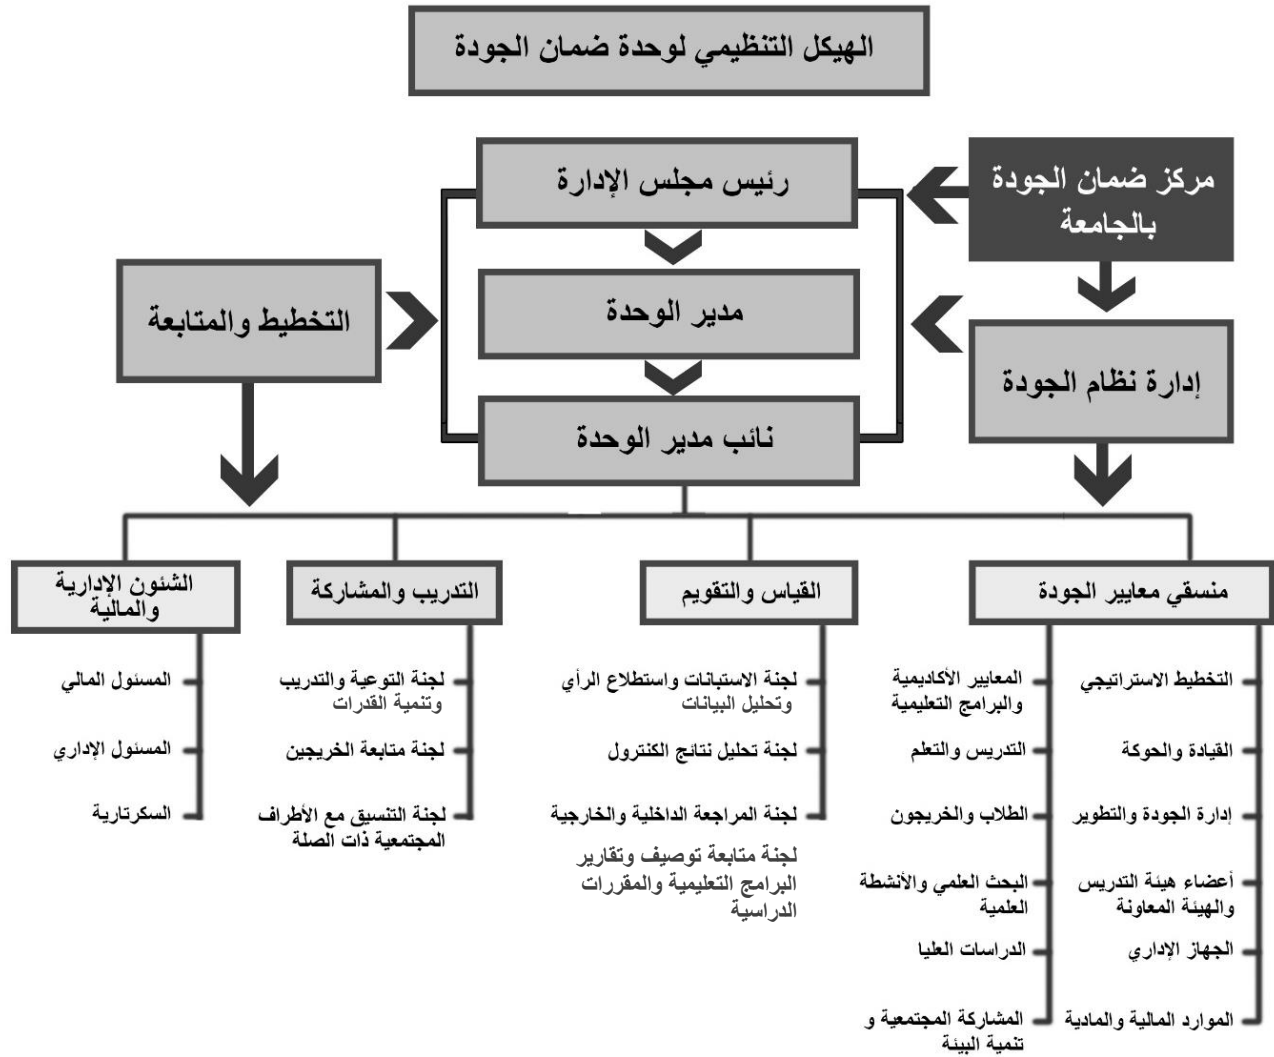 الهيكل التنظيمي لوحدة ضمان الجودة
رئيس مجلس الإدارة
مركز ضمان الجودة
بالجامعة
مدير الوحدة
التخطيط والمتابعة
إدارة نظام الجودة
نائب مدير الوحدة
منسقي معايير الجودة
القياس والتقويم
التدريب والمشاركة
الشئون الإدارية
والمالية
التخطيط الاستراتيجي
القيادة والحوكة
إدارة الجودة والتطوير
أعضاء هيئة التدريس
والهيئة المعاونة
الجهاز الإداري
الموارد المالية والمادية
المعايير الأكاديمية
والبرامج التعليمية
التدريس والتعلم
الطلاب والخريجون
البحث العلمي والأنشطة
العلمية
الدراسات العليا
المشاركة المجتمعية و
تنمية البيئة
لجنة الاستبانات واستطلاع الرأي
وتحليل البيانات
لجنة تحليل نتائج الكنترول
لجنة المراجعة الداخلية والخارجية
لجنة متابعة توصيف وتقارير
البرامج التعليمية والمقررات
الدراسية
لجنة التوعية والتدريب
وتنمية القدرات
لجنة متابعة الخريجين
لجنة التنسيق مع الأطراف
المجتمعية ذات الصلة
المسئول المالي
المسئول الإداري
السكرتارية